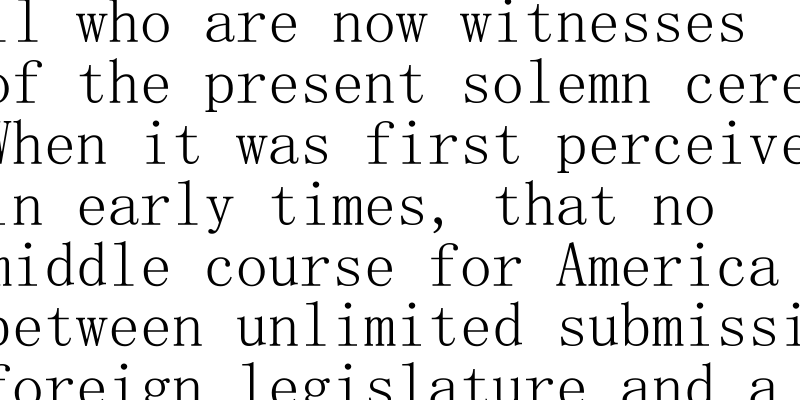 ll who are now witnesses
of the present solemn cere
When it was first perceive
in early times, that no
middle course for America
between unlimited submissi
foreign legislature and a